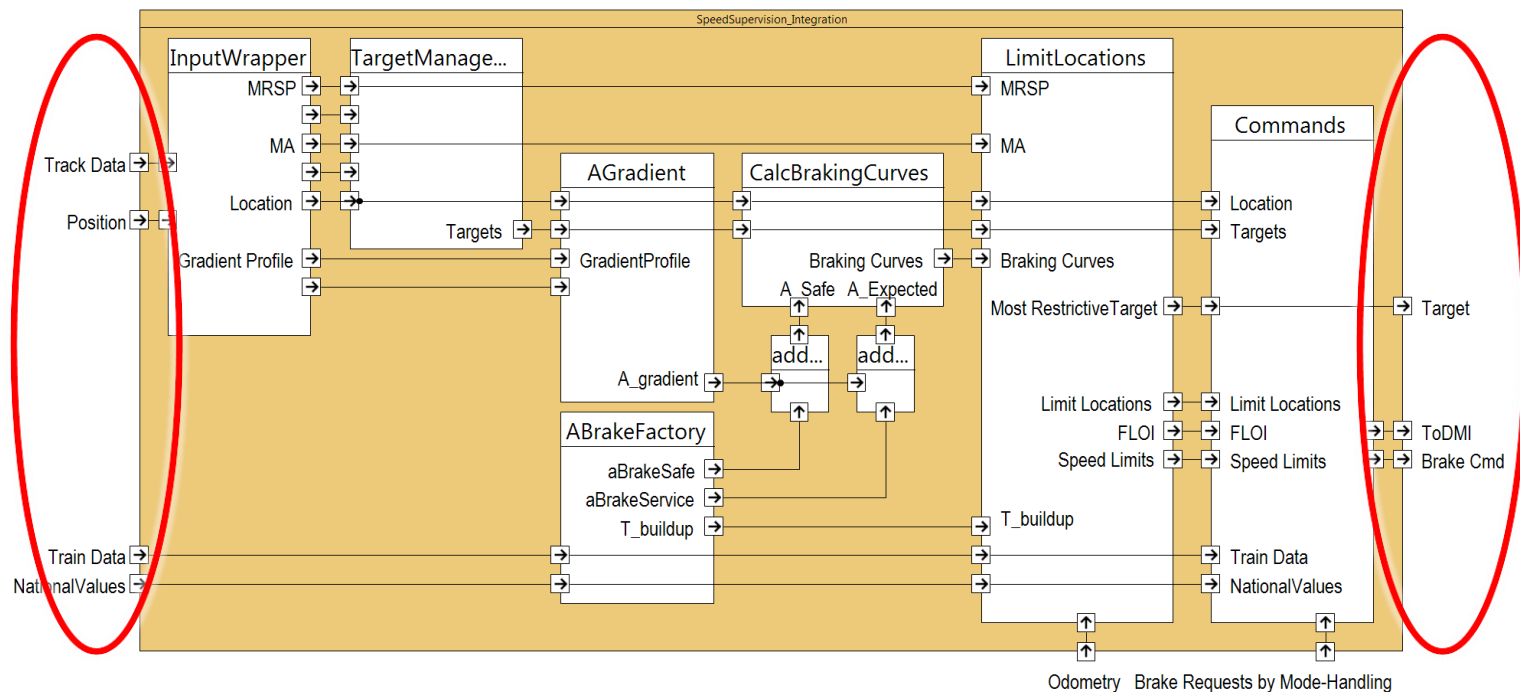 SpeedSupervision_Integration
InputWrapper
TargetManage...
LimitLocations
MRSP
MRSP
Commands
MA
MA
Track Data
AGradient
CalcBrakingCurves
Location
Location
Position
Targets
Targets
Gradient Profile
GradientProfile
Braking Curves
Braking Curves
A_Safe
A_Expected
Most RestrictiveTarget
Target
add...
add...
A_gradient
Limit Locations
Limit Locations
ABrakeFactory
FLOI
FLOI
ToDMI
aBrakeSafe
Speed Limits
Speed Limits
Brake Cmd
aBrakeService
T_buildup
T_buildup
Train Data
Train Data
NationalValues
NationalValues
Odometry
Brake Requests by Mode-Handling